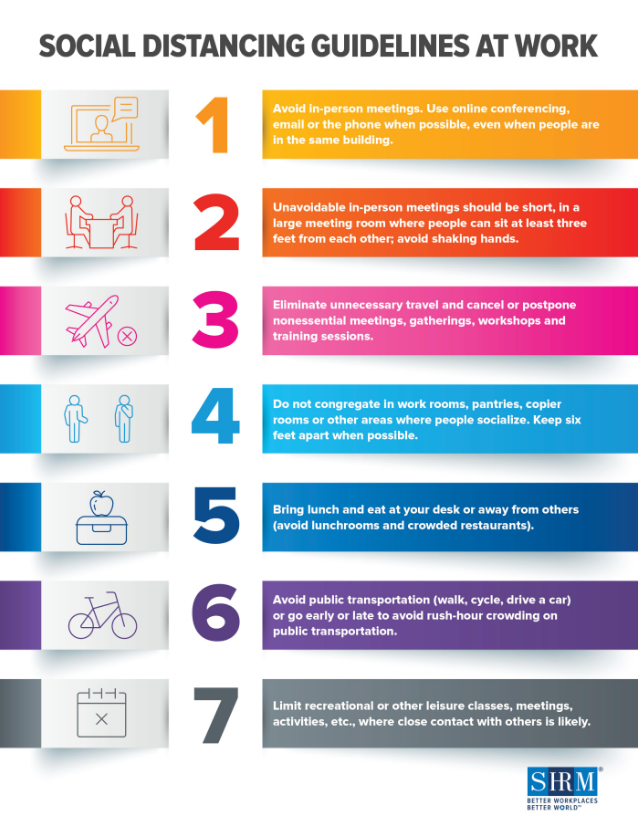 SOCIAL DISTANCING GUIDELINES AT WORK
1
Avoid in-person meetings. Use online conferencing,
email or the phone when possible, even when people are
in the same building.
2
Unavoidable in-person meetings should be short, in a
large meeting room where people can sit at least three
feet from each other; avoid shaking hands.
3
Eliminate unnecessary travel and cancel or postpone
nonessential meetings, gatherings, workshops and
training sessions.
4
Do not congregate in work rooms, pantries, copier
rooms or other areas where people socialize. Keep six
feet apart when possible.
5
Bring lunch and eat at your desk or away from others
(avoid lunchrooms and crowded restaurants).
6
Avoid public transportation (walk, cycle, drive a car)
or go early or late to avoid rush-hour crowding on
public transportation.
7
Limit recreational or other leisure classes, meetings,
activities, etc., where close contact with others is likely.
SHRM®
BETTER WORKPLACES
BETTER WORLD™